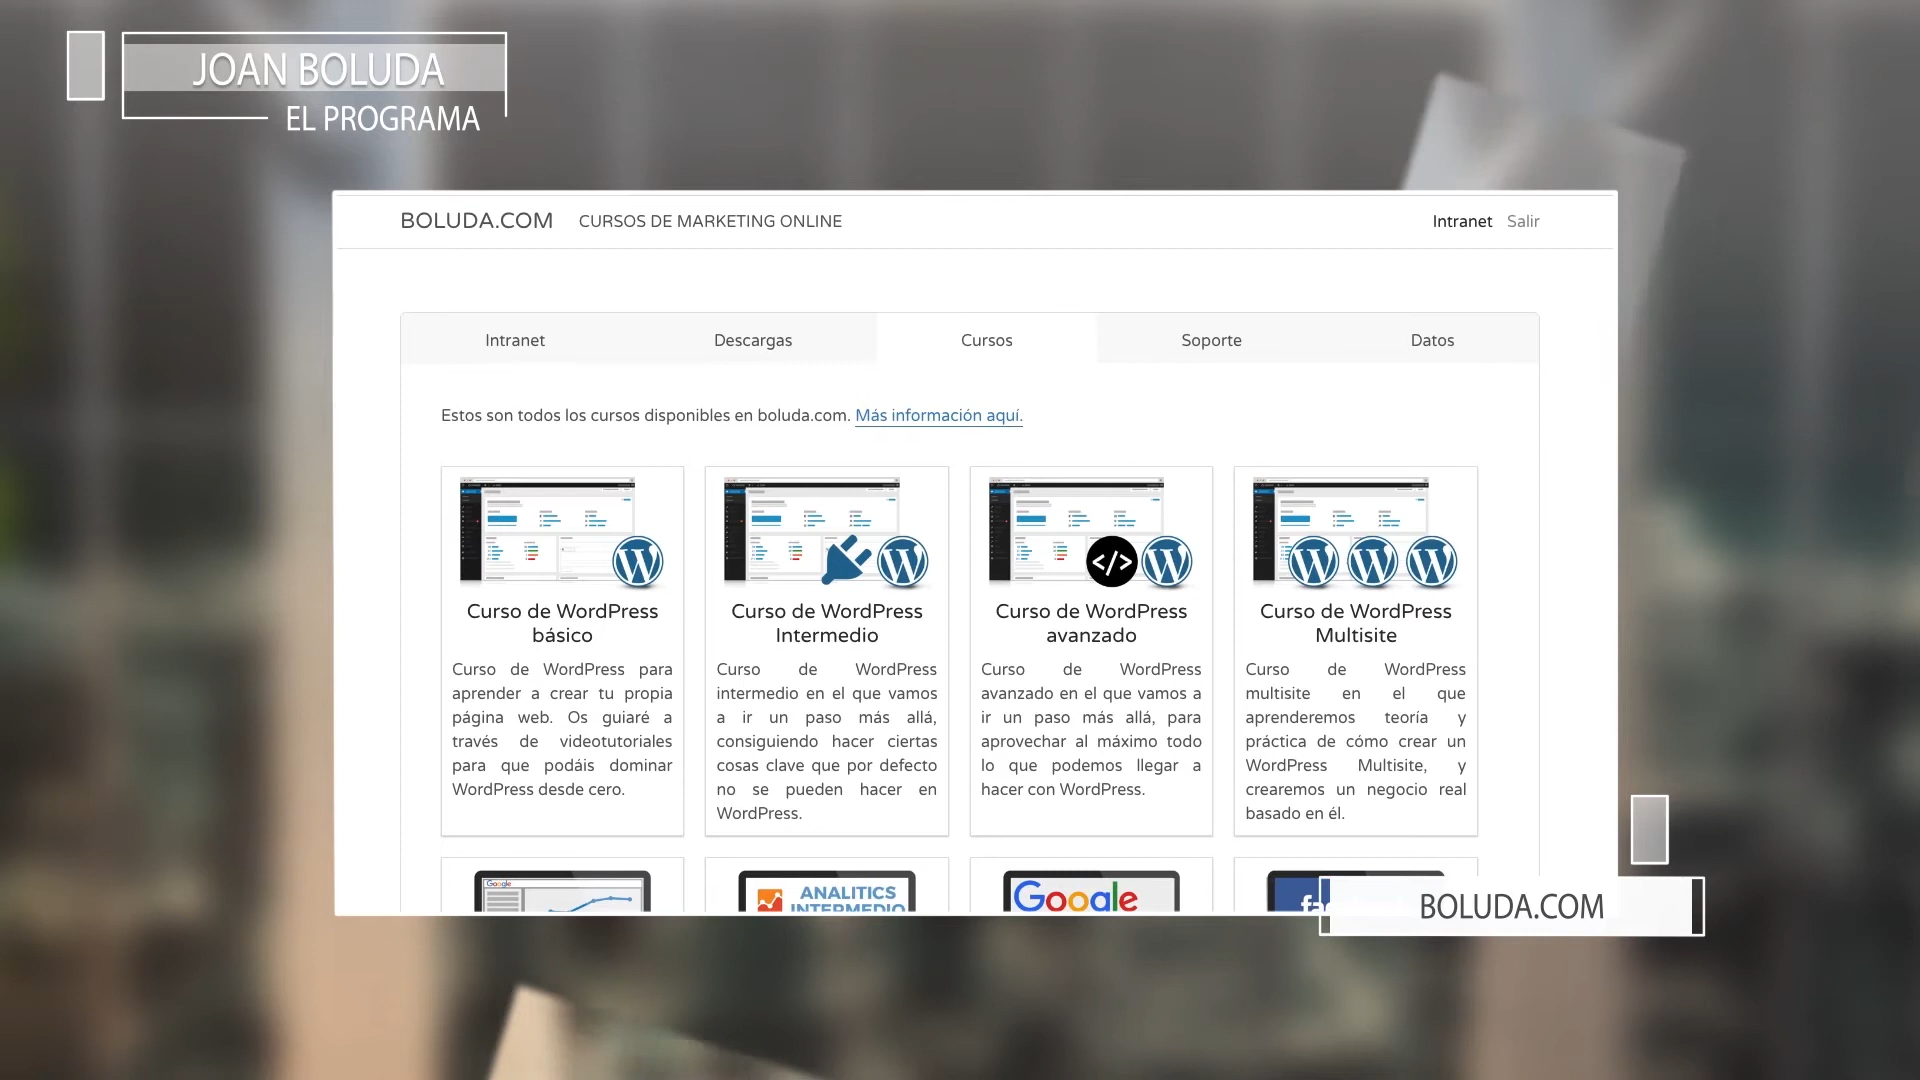 JOAN BOLUDA
EL PROGRAMA
BOLUDA.COM CURSOS DE MARKETING ONLINE Intranet Salir
Intranet Descargas Cursos Soporte Datos
Estos son todos los cursos disponibles en boluda.com. Más información aquí.
Curso de WordPress
básico
Curso de WordPress para
aprender a crear tu propia
página web. Os guiaré a
través de videotutoriales
para que podáis dominar
WordPress desde cero.
Curso de WordPress
Intermedio
Curso de WordPress
intermedio en el que vamos
a ir un paso más allá,
consiguiendo hacer ciertas
cosas clave que por defecto
no se pueden hacer en
WordPress.
</>
Curso de WordPress
avanzado
Curso de WordPress
avanzado en el que vamos a
ir un paso más allá, para
aprovechar al máximo todo
lo que podemos llegar a
hacer con WordPress.
Curso de WordPress
Multisite
Curso de WordPress
multisite en el que
aprenderemos teoría y
práctica de cómo crear un
WordPress Multisite, y
crearemos un negocio real
basado en él.
Google
ANALITICS
INTERMEDIO
Google
BOLUDA.COM